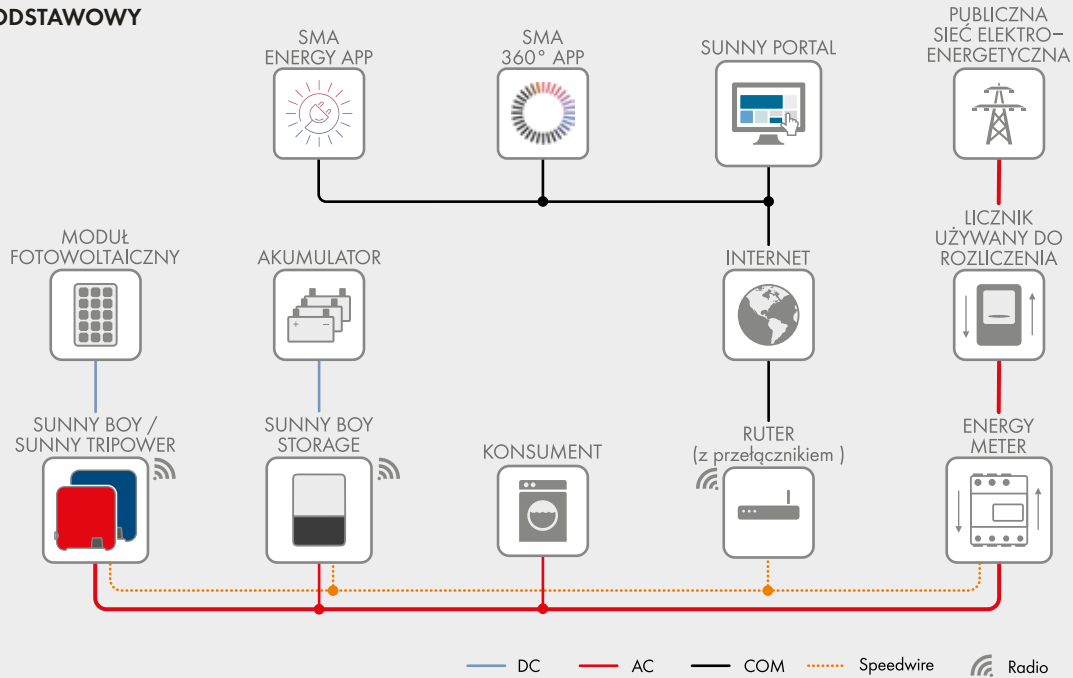 ODSTAWOWY
SMA
ENERGY APP
SMA
360° APP
SUNNY PORTAL
PUBLICZNA
SIEĆ ELEKTRO–
ENERGETYCZNA
MODUŁ
FOTOWOLTAICZNY
AKUMULATOR
INTERNET
LICZNIK
UŻYWANY DO
ROZLICZENIA
SUNNY BOY /
SUNNY TRIPOWER
SUNNY BOY
STORAGE
KONSUMENT
RUTER
(z przełącznikiem )
ENERGY
METER
DC
AC
COM
Speedwire
Radio